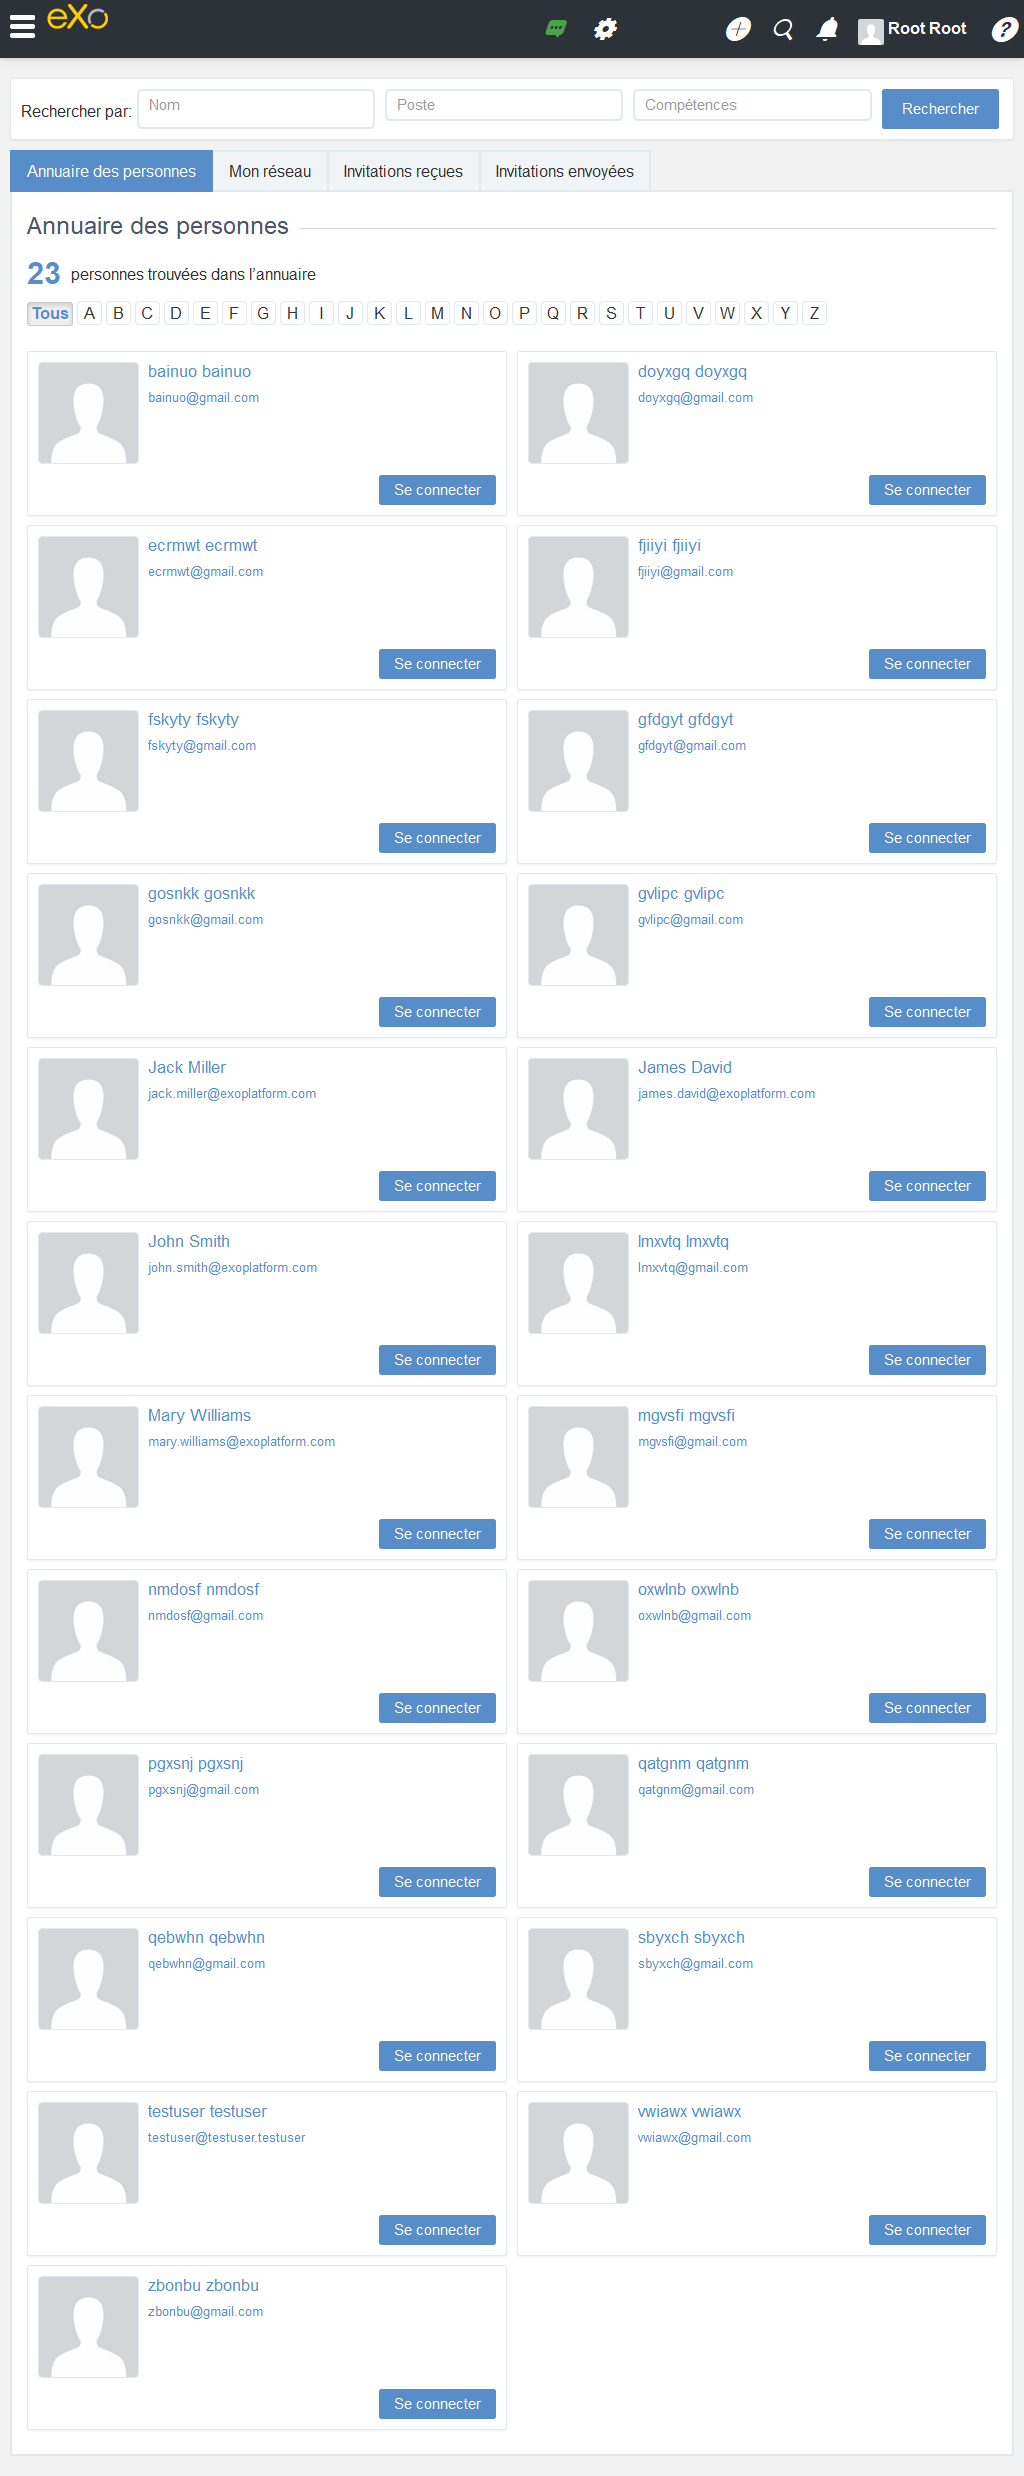 eXo
Root Root
?
Rechercher par: Nom Poste Compétences Rechercher
Annuaire des personnes Mon réseau Invitations reçues Invitations envoyées
Annuaire des personnes
23 personnes trouvées dans l'annuaire
Tous A B C D E F G H I J K L M N O P Q R S T U V W X Y Z
bainuo bainuo
bainuo@gmail.com
Se connecter
doyxgq doyxgq
doyxgq@gmail.com
Se connecter
ecrmwt ecrmwt
ecrmwt@gmail.com
Se connecter
fjiiyi fjiiyi
fjiiyi@gmail.com
Se connecter
fskyty fskyty
fskyty@gmail.com
Se connecter
gfdgyt gfdgyt
gfdgyt@gmail.com
Se connecter
gosnkk gosnkk
gosnkk@gmail.com
Se connecter
gvlipc gvlipc
gvlipc@gmail.com
Se connecter
Jack Miller
jack.miller@exoplatform.com
Se connecter
James David
james.david@exoplatform.com
Se connecter
John Smith
john.smith@exoplatform.com
Se connecter
lmxvtq lmxvtq
lmxvtq@gmail.com
Se connecter
Mary Williams
mary.williams@exoplatform.com
Se connecter
mgvsfi mgvsfi
mgvsfi@gmail.com
Se connecter
nmdosf nmdosf
nmdosf@gmail.com
Se connecter
oxwlnb oxwlnb
oxwlnb@gmail.com
Se connecter
pgxsnj pgxsnj
pgxsnj@gmail.com
Se connecter
qatgnm qatgnm
qatgnm@gmail.com
Se connecter
qebwhn qebwhn
qebwhn@gmail.com
Se connecter
sbyxch sbyxch
sbyxch@gmail.com
Se connecter
testuser testuser
testuser@testuser.testuser
Se connecter
vwiawx vwiawx
vwiawx@gmail.com
Se connecter
zbonbu zbonbu
zbonbu@gmail.com
Se connecter